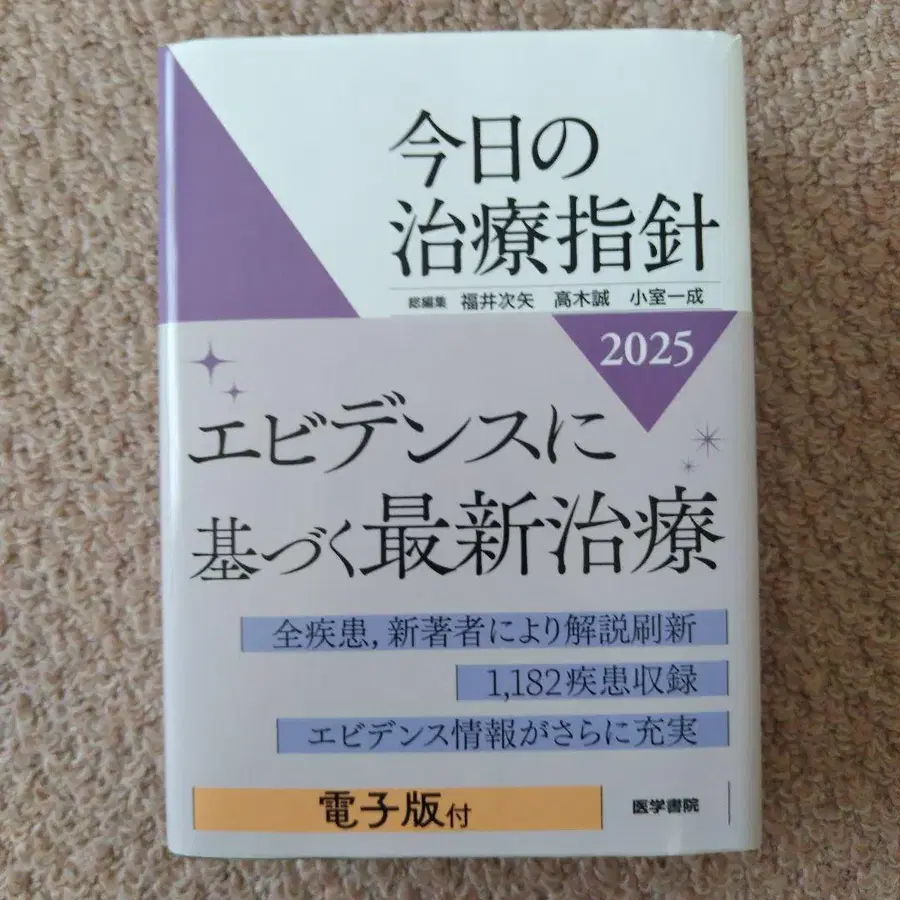 今日の
治療指針
総編集 福井次矢 高木誠 小室一成
2025
エビデンスに
基づく最新治療
全疾患, 新著者により解説刷新
1,182疾患収録
エビデンス情報がさらに充実
電子版付
医学書院